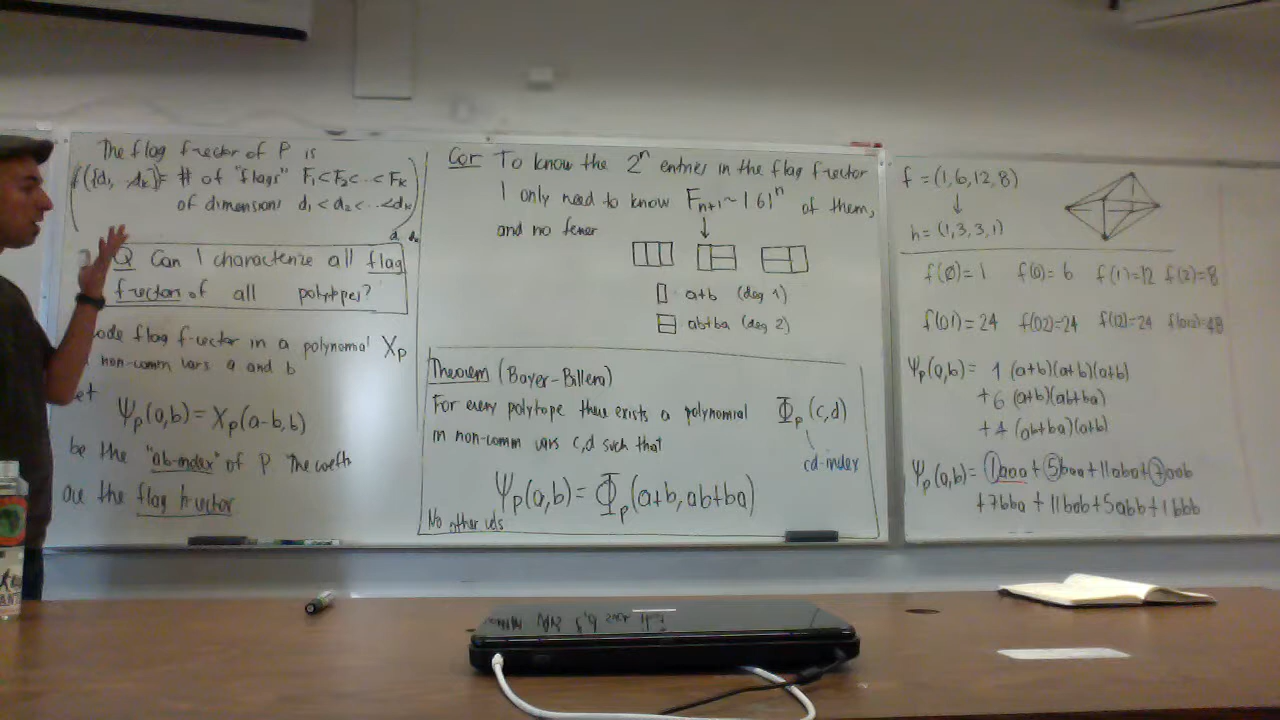 The flag f-vector of P is
f({d₁,..,dₖ})= # of "flags" F₁<F₂<..<Fₖ
of dimensions d₁<d₂<..<dₖ
Q Can I characterize all flag
f-vectors of all polytopes?
ode flag f-vector in a polynomial Xₚ
non-comm vars a and b
et
Ψₚ(a,b)=Xₚ(a-b,b)
be the "ab-index" of P The coeffs
are the flag h-vector
Cor To know the 2ⁿ entries in the flag f-vector
I only need to know Fₙ₊₁~1.61ⁿ of them,
and no fewer
a+b (deg 1)
ab+ba (deg 2)
Theorem (Bayer-Billera)
For every polytope there exists a polynomial Φₚ(c,d)
in non-comm vars c,d such that
cd-index
Ψₚ(a,b)=Φₚ(a+b,ab+ba)
No other
f=(1,6,12,8)
↓
h=(1,3,3,1)
f(∅)=1 f(0)=6 f(1)=12 f(2)=8
f(01)=24 f(02)=24 f(12)=24 f(012)=48
Ψₚ(a,b)= 1 (a+b)(a+b)(a+b)
+6 (a+b)(ab+ba)
+4 (ab+ba)(a+b)
Ψₚ(a,b)= 1aaa+5baa+11aba+7aab
+7bba+11bab+5abb+1bbb